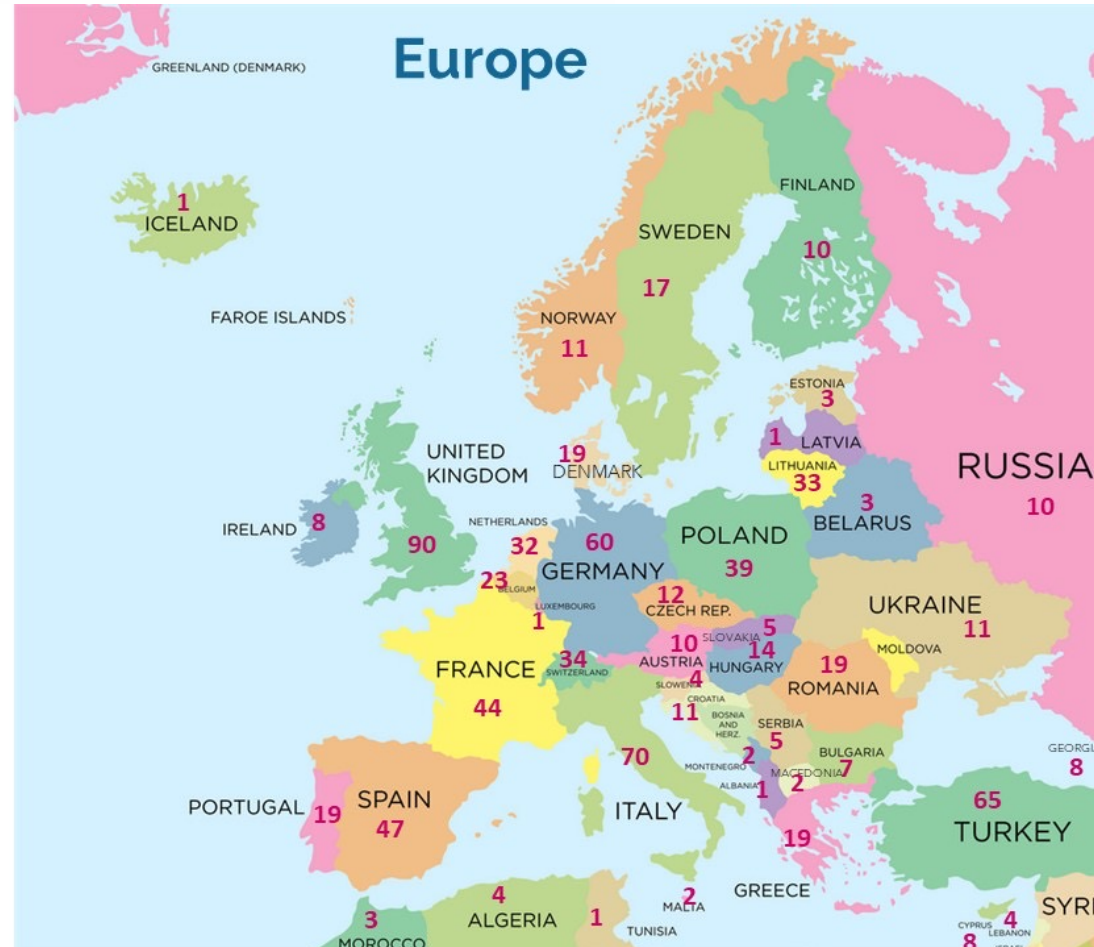 Europe
GREENLAND (DENMARK)
1
ICELAND
FINLAND
10
SWEDEN
17
NORWAY
11
FAROE ISLANDS
ESTONIA
3
1
LATVIA
LITHUANIA
33
RUSSIA
10
UNITED
KINGDOM
90
19
DENMARK
IRELAND
8
3
BELARUS
NETHERLANDS
32
60
GERMANY
POLAND
39
23
BELGIUM
LUXEMBOURG
1
12
CZECH REP.
UKRAINE
11
5
SLOVAKIA
MOLDOVA
10
AUSTRIA
14
HUNGARY
34
SWITZERLAND
FRANCE
44
19
ROMANIA
4
SLOWENIA
CROATIA
11
BOSNIA
AND
HERZ.
SERBIA
5
BULGARIA
7
2
MONTENEGRO
MACEDONIA
2
ALBANIA
1
70
ITALY
GEORGI
8
PORTUGAL
19
SPAIN
47
65
TURKEY
19
GREECE
2
MALTA
4
ALGERIA
1
TUNISIA
3
MOROCCO
SYRI
CYPRUS
8
4
LEBANON